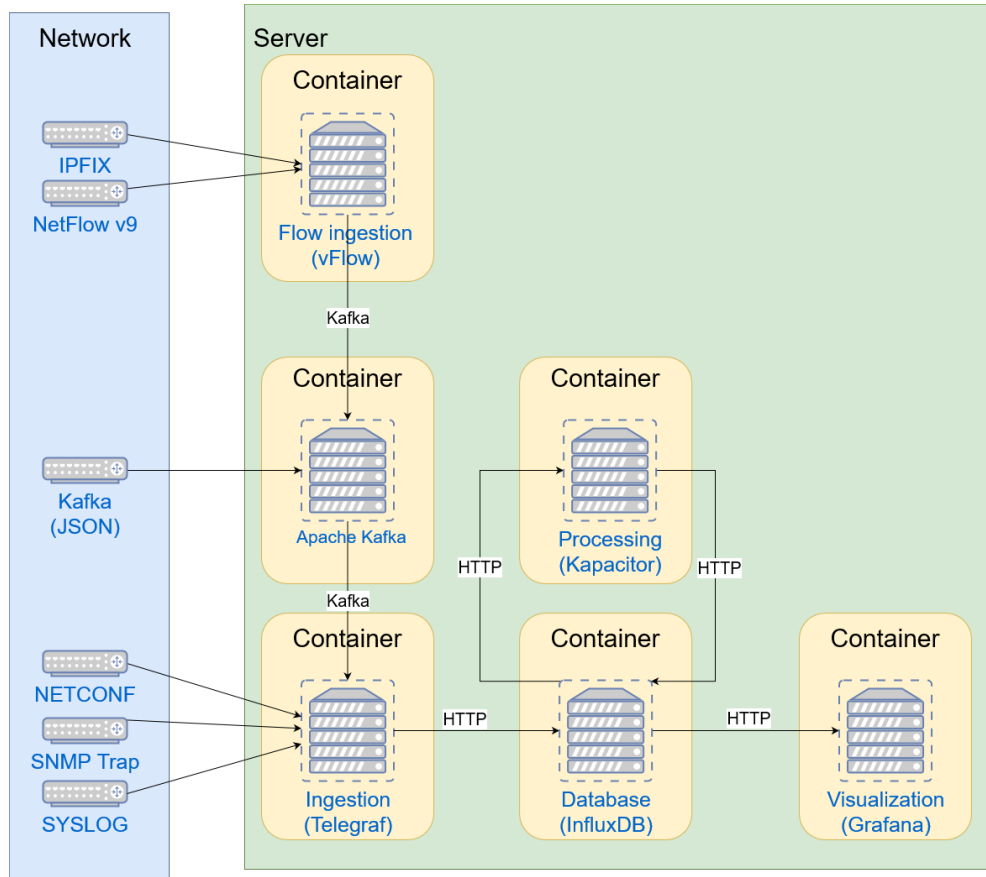 Network
IPFIX
NetFlow v9
Kafka
(JSON)
NETCONF
SNMP Trap
SYSLOG
Server
Container
Flow ingestion
(vFlow)
Kafka
Container
Apache Kafka
Kafka
Container
Processing
(Kapacitor)
HTTP
HTTP
Container
Ingestion
(Telegraf)
HTTP
Container
Database
(InfluxDB)
HTTP
Container
Visualization
(Grafana)